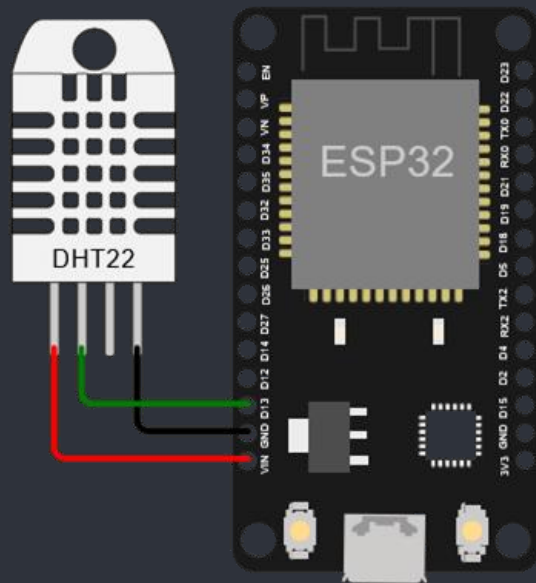 DHT22
ESP32
EN
VP
VN
D34
D35
D32
D33
D25
D26
D27
D14
D12
D13
GND
VIN
D23
D22
TX0
RX0
D21
D19
D18
D5
TX2
RX2
D4
D2
D15
GND
3V3